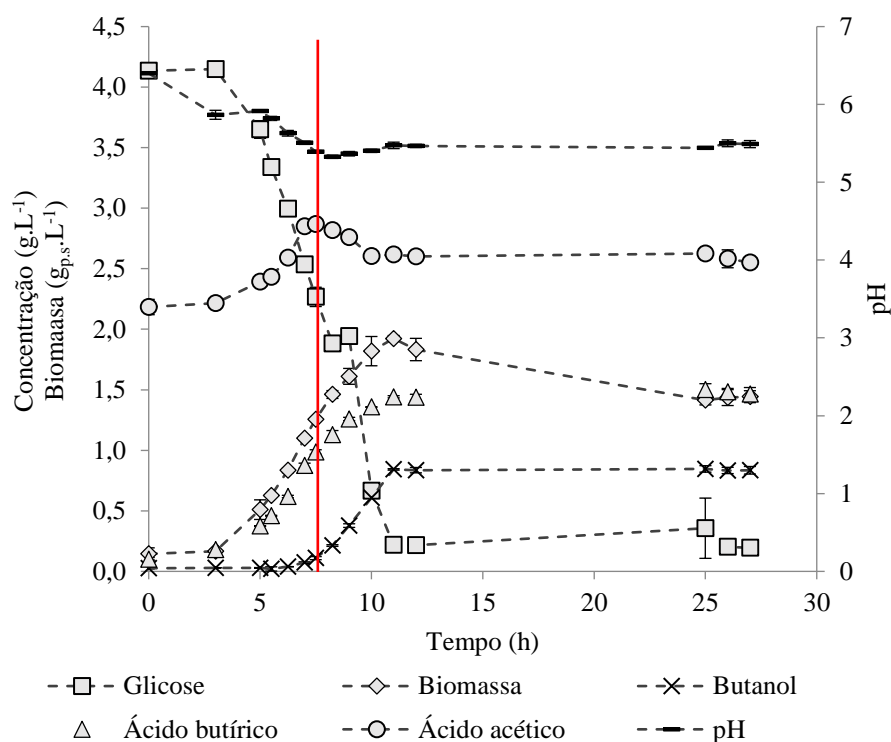 4,5
4,0
3,5
3,0
2,5
2,0
1,5
1,0
0,5
0,0
Concentração (g.L-1)
Biomaasa (gp.s.L-1)
7
6
5
4
3
2
1
0
pH
0 5 10 15 20 25 30
Tempo (h)
Glicose Biomassa Butanol
Ácido butírico Ácido acético pH